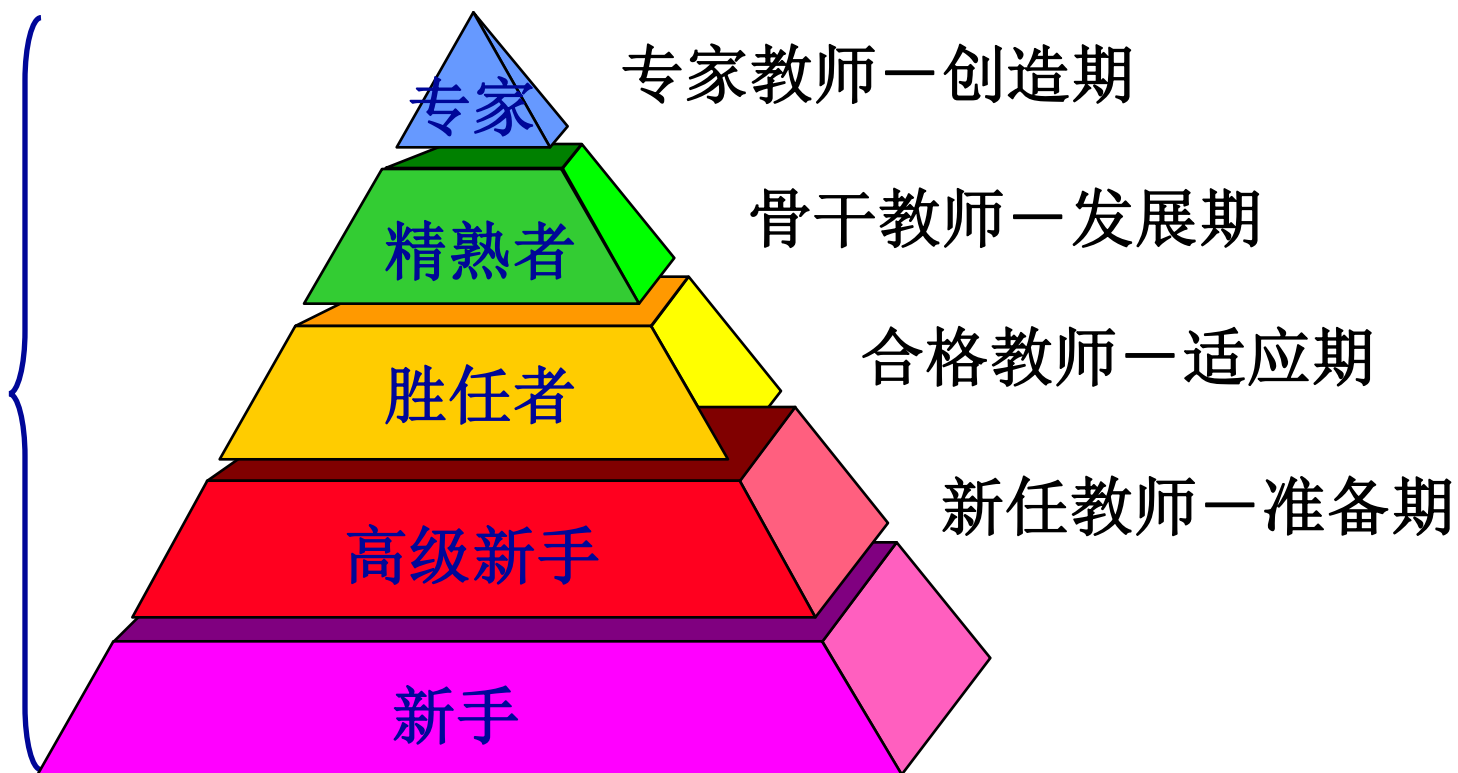 专家教师－创造期
专家
骨干教师－发展期
精熟者
合格教师－适应期
胜任者
新任教师－准备期
高级新手
新手